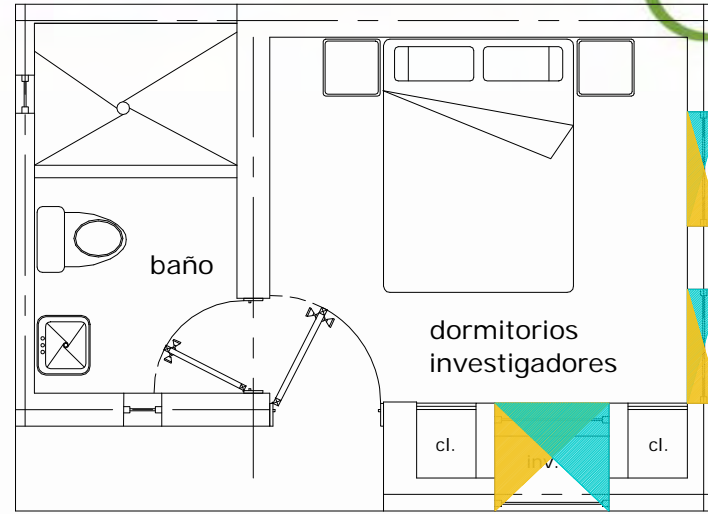 baño
dormitorios
investigadores
cl.
inv.
cl.